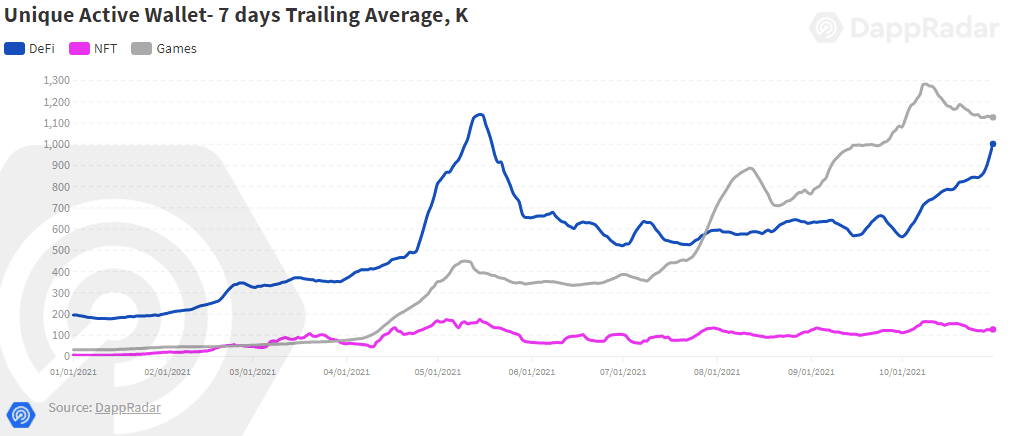 Unique Active Wallet- 7 days Trailing Average, K
DappRadar
DeFi NFT Games
1,300
1,200
1,100
1,000
900
800
700
600
500
400
300
200
100
0
01/01/2021 02/01/2021 03/01/2021 04/01/2021 05/01/2021 06/01/2021 07/01/2021 08/01/2021 09/01/2021 10/01/2021
Source: DappRadar